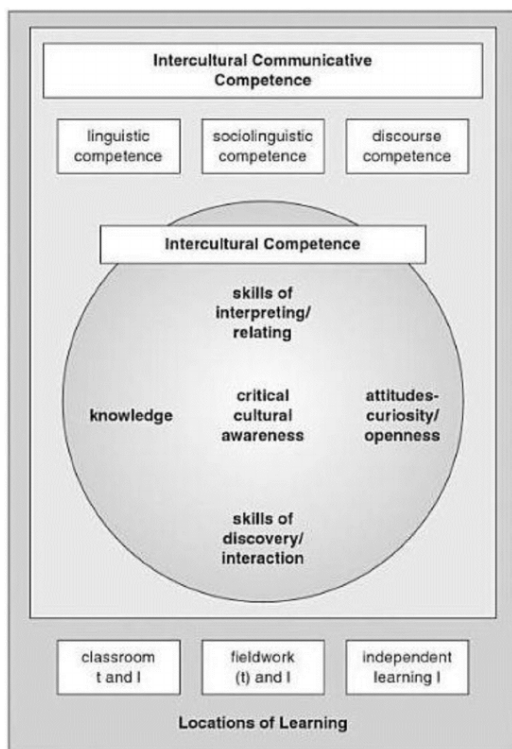 Intercultural Communicative
Competence
linguistic
competence
sociolinguistic
competence
discourse
competence
Intercultural Competence
skills of
interpreting/
relating
knowledge
critical
cultural
awareness
attitudes-
curiosity/
openness
skills of
discovery/
interaction
classroom
t and l
fieldwork
(t) and l
independent
learning l
Locations of Learning